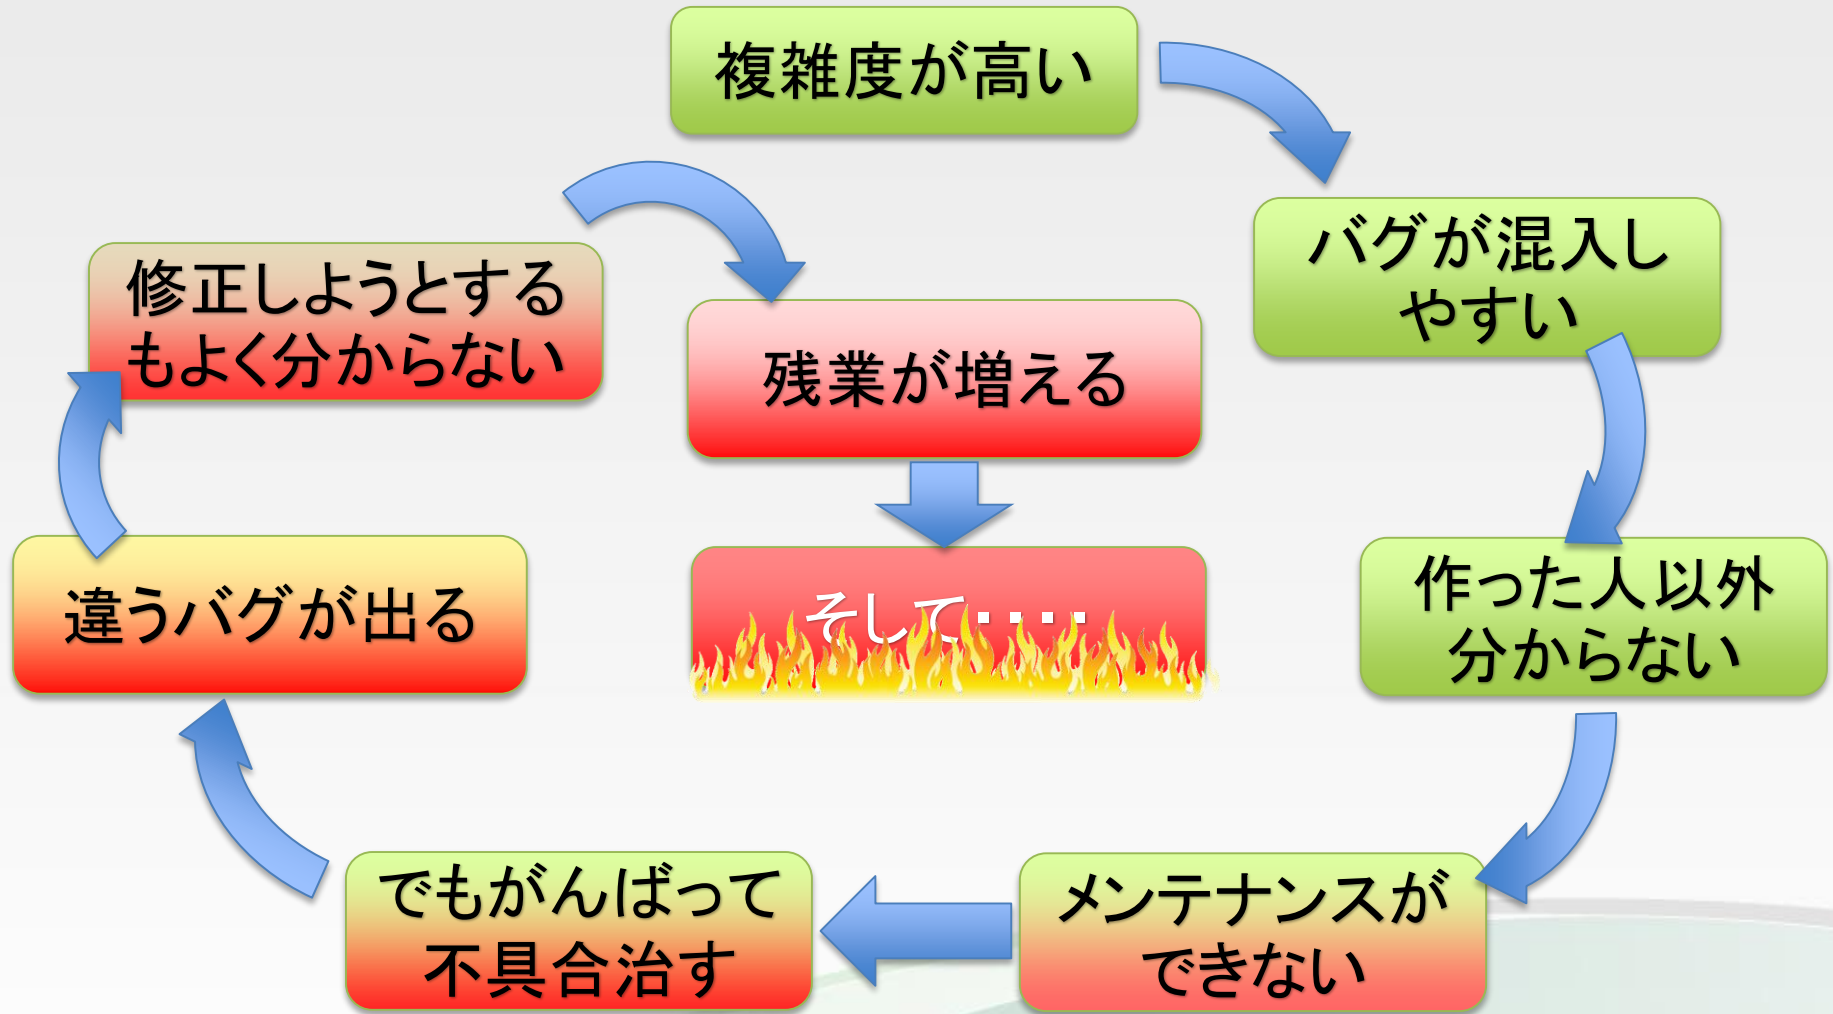 複雑度が高い
バグが混入し
やすい
作った人以外
分からない
メンテナンスが
できない
でもがんばって
不具合治す
違うバグが出る
修正しようとする
もよく分からない
残業が増える
そして・・・・